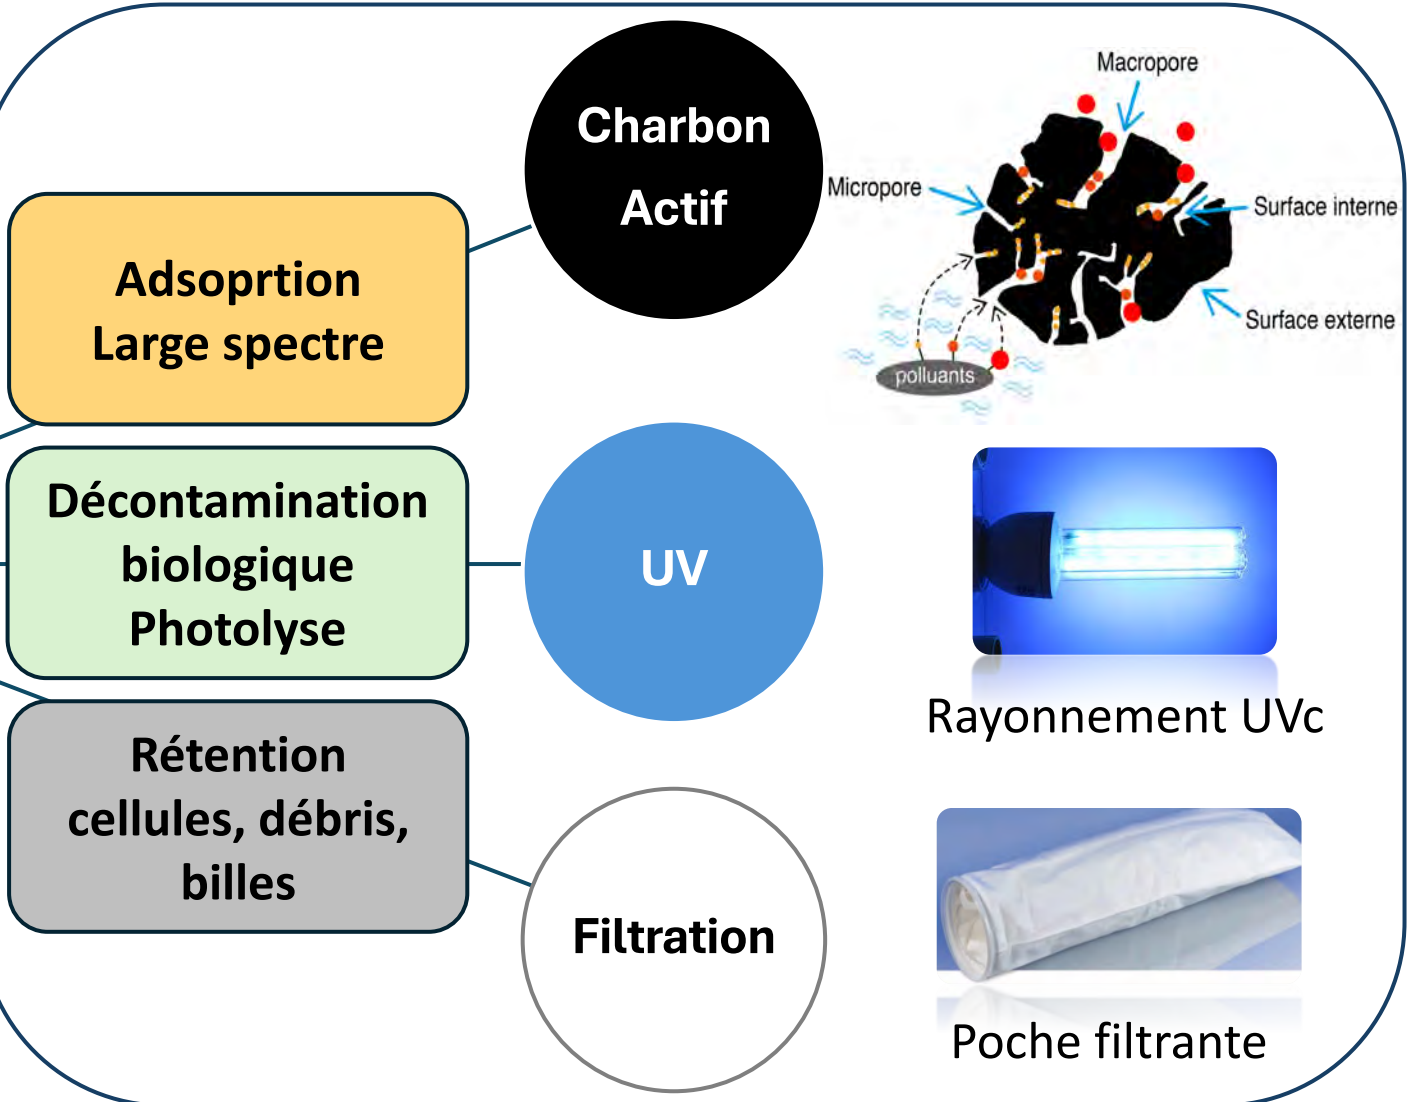 Charbon
Actif
Macropore
Micropore
Surface interne
Surface externe
polluants
Adsoprtion
Large spectre
Décontamination
biologique
Photolyse
UV
Rayonnement UVc
Rétention
cellules, débris,
billes
Filtration
Poche filtrante